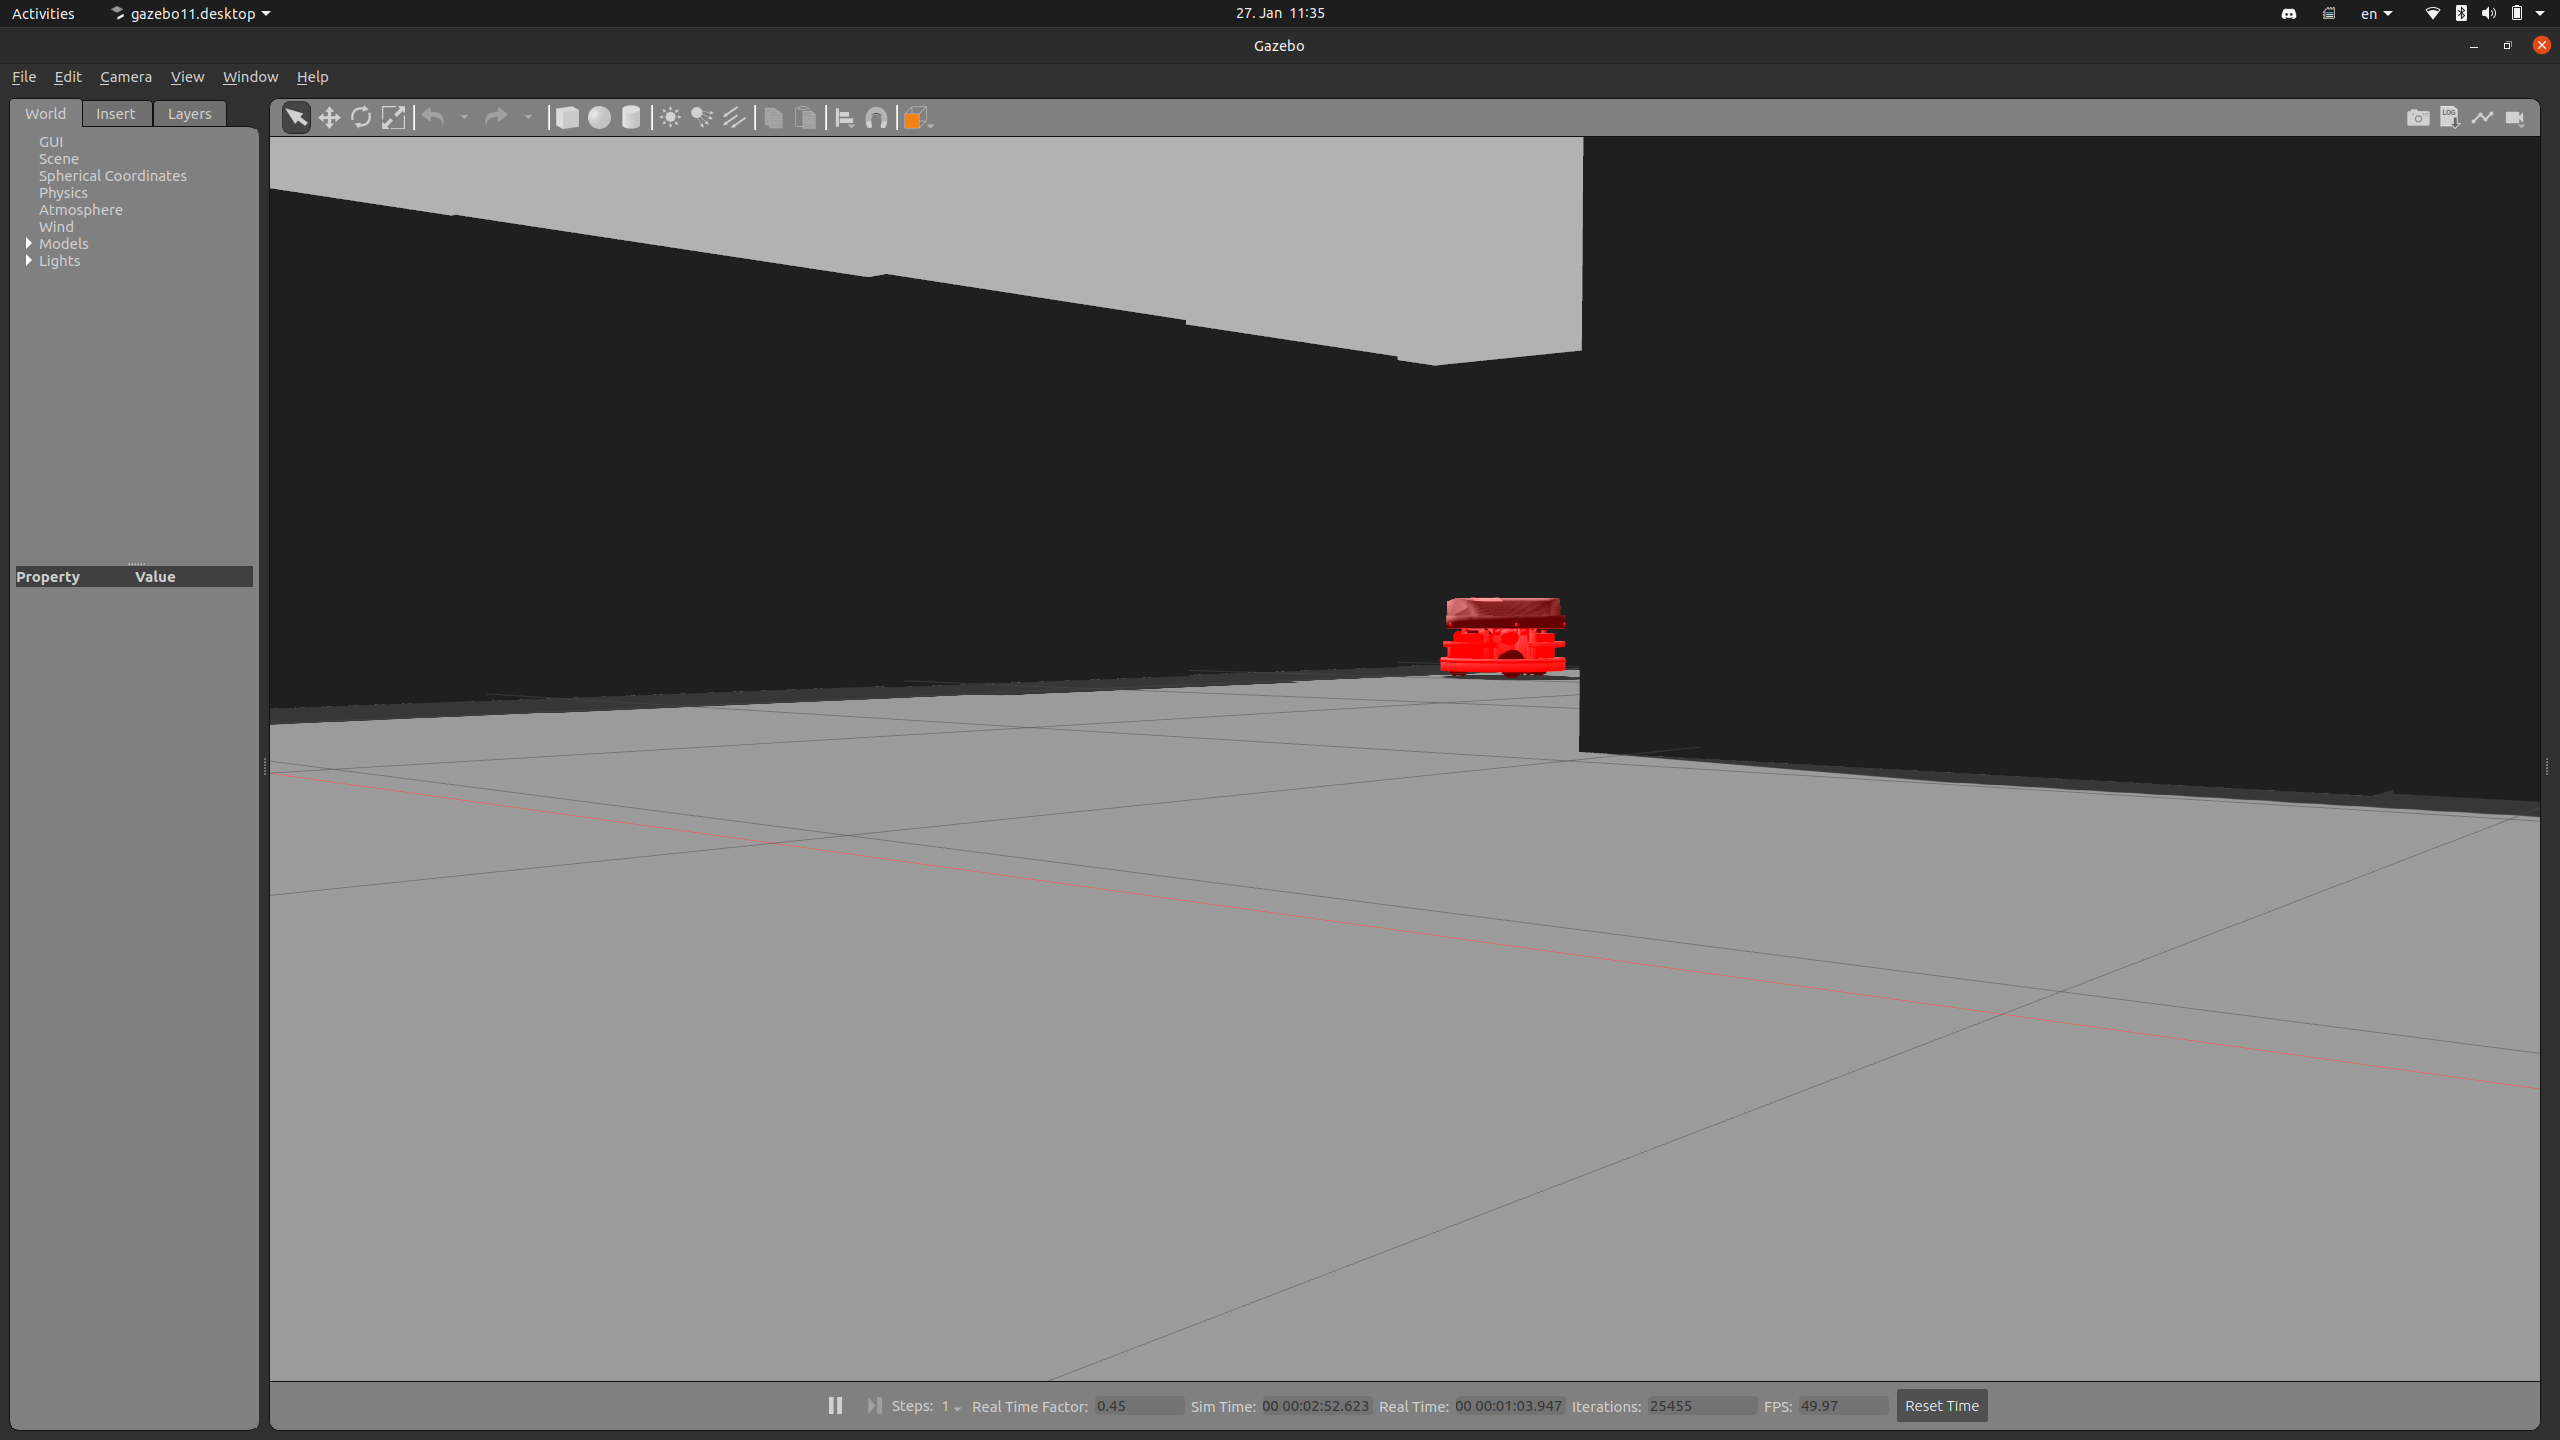 Activities gazebo11.desktop 27. Jan 11:35 en
Gazebo
File Edit Camera View Window Help
World Insert Layers
LOG
GUI
Scene
Spherical Coordinates
Physics
Atmosphere
Wind
Models
Lights
Property Value
Steps: 1 Real Time Factor: 0.45 Sim Time: 00 00:02:52.623 Real Time: 00 00:01:03.947 Iterations: 25455 FPS: 49.97 Reset Time